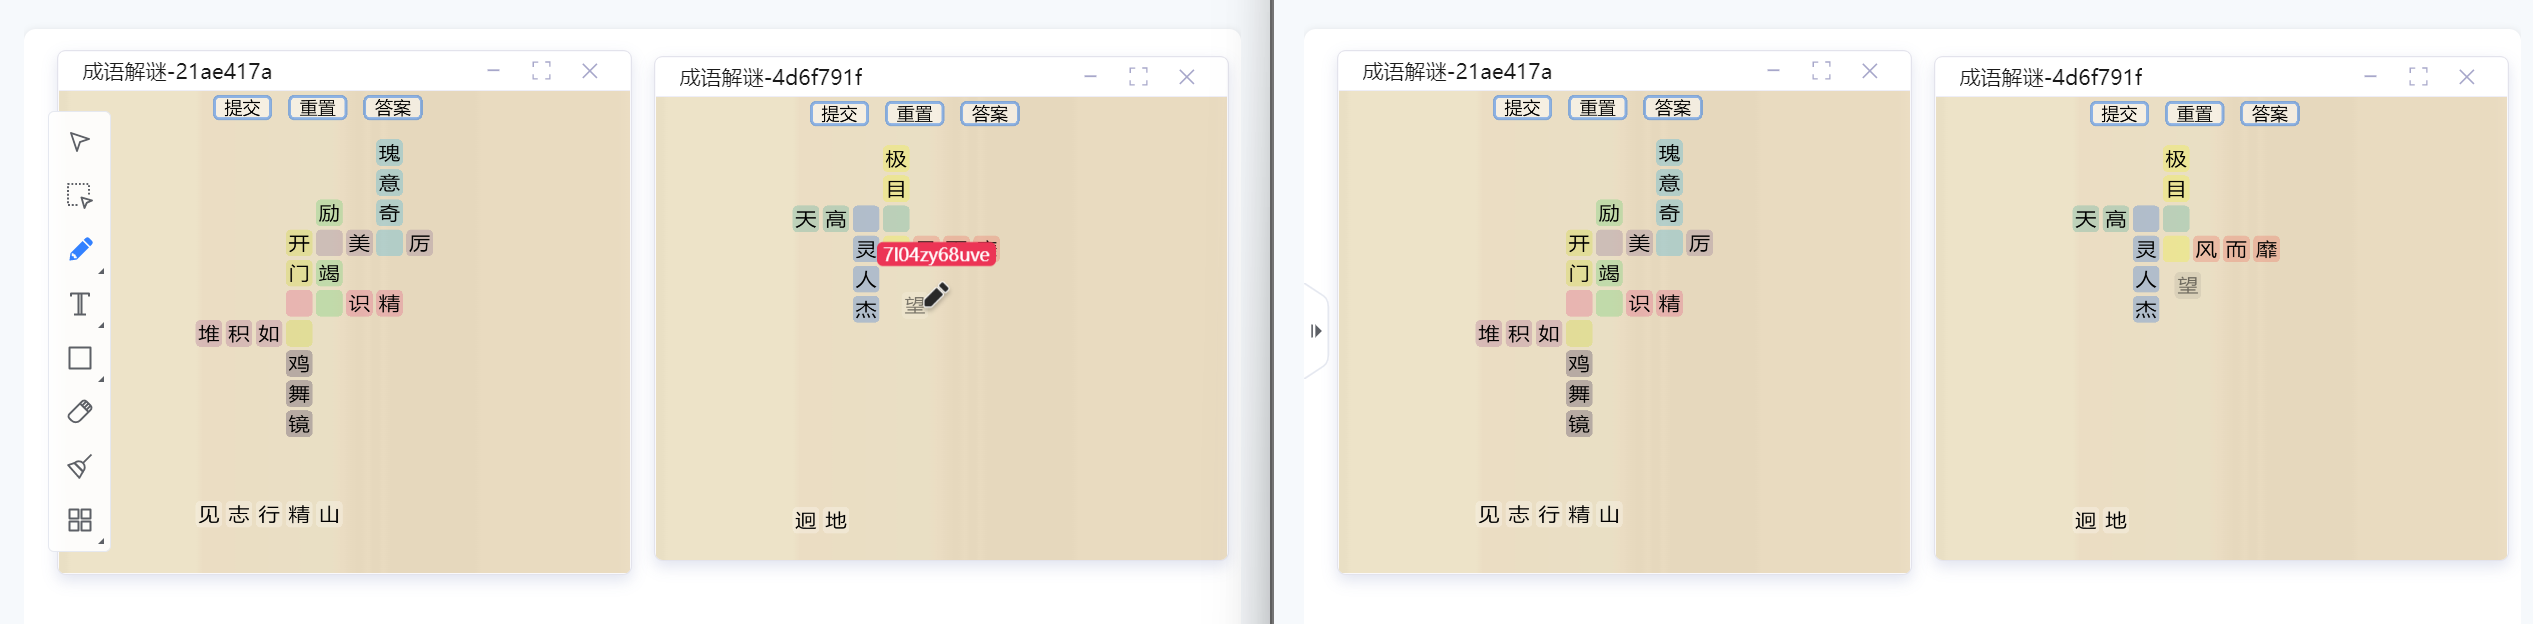 成语解谜-21ae417a
提交 重置 答案
瑰
意
励 奇
开 美 厉
门 竭
识 精
堆 积 如
鸡
舞
镜
见 志 行 精 山
成语解谜-4d6f791f
提交 重置 答案
极
目
天 高
灵
7l04zy68uve
人
杰 望
迥 地
成语解谜-21ae417a
提交 重置 答案
瑰
意
励 奇
开 美 厉
门 竭
识 精
堆 积 如
鸡
舞
镜
见 志 行 精 山
成语解谜-4d6f791f
提交 重置 答案
极
目
天 高
灵 风 而 靡
人 望
杰
迥 地